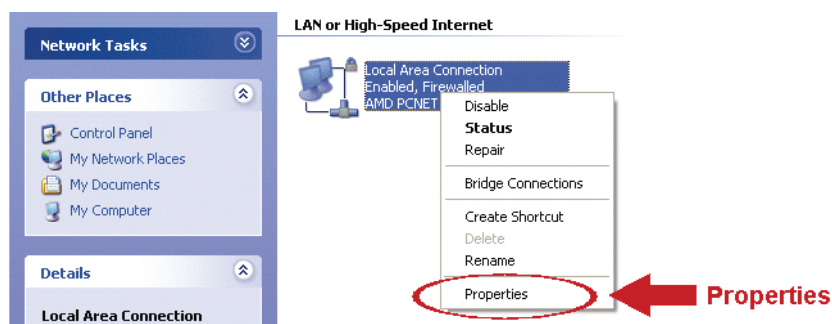 Network Tasks
Other Places
Control Panel
My Network Places
My Documents
My Computer
Details
Local Area Connection
LAN or High-Speed Internet
Local Area Connection
Enabled, Firewalled
AMD PCNET
Disable
Status
Repair
Bridge Connections
Create Shortcut
Delete
Rename
Properties
Properties